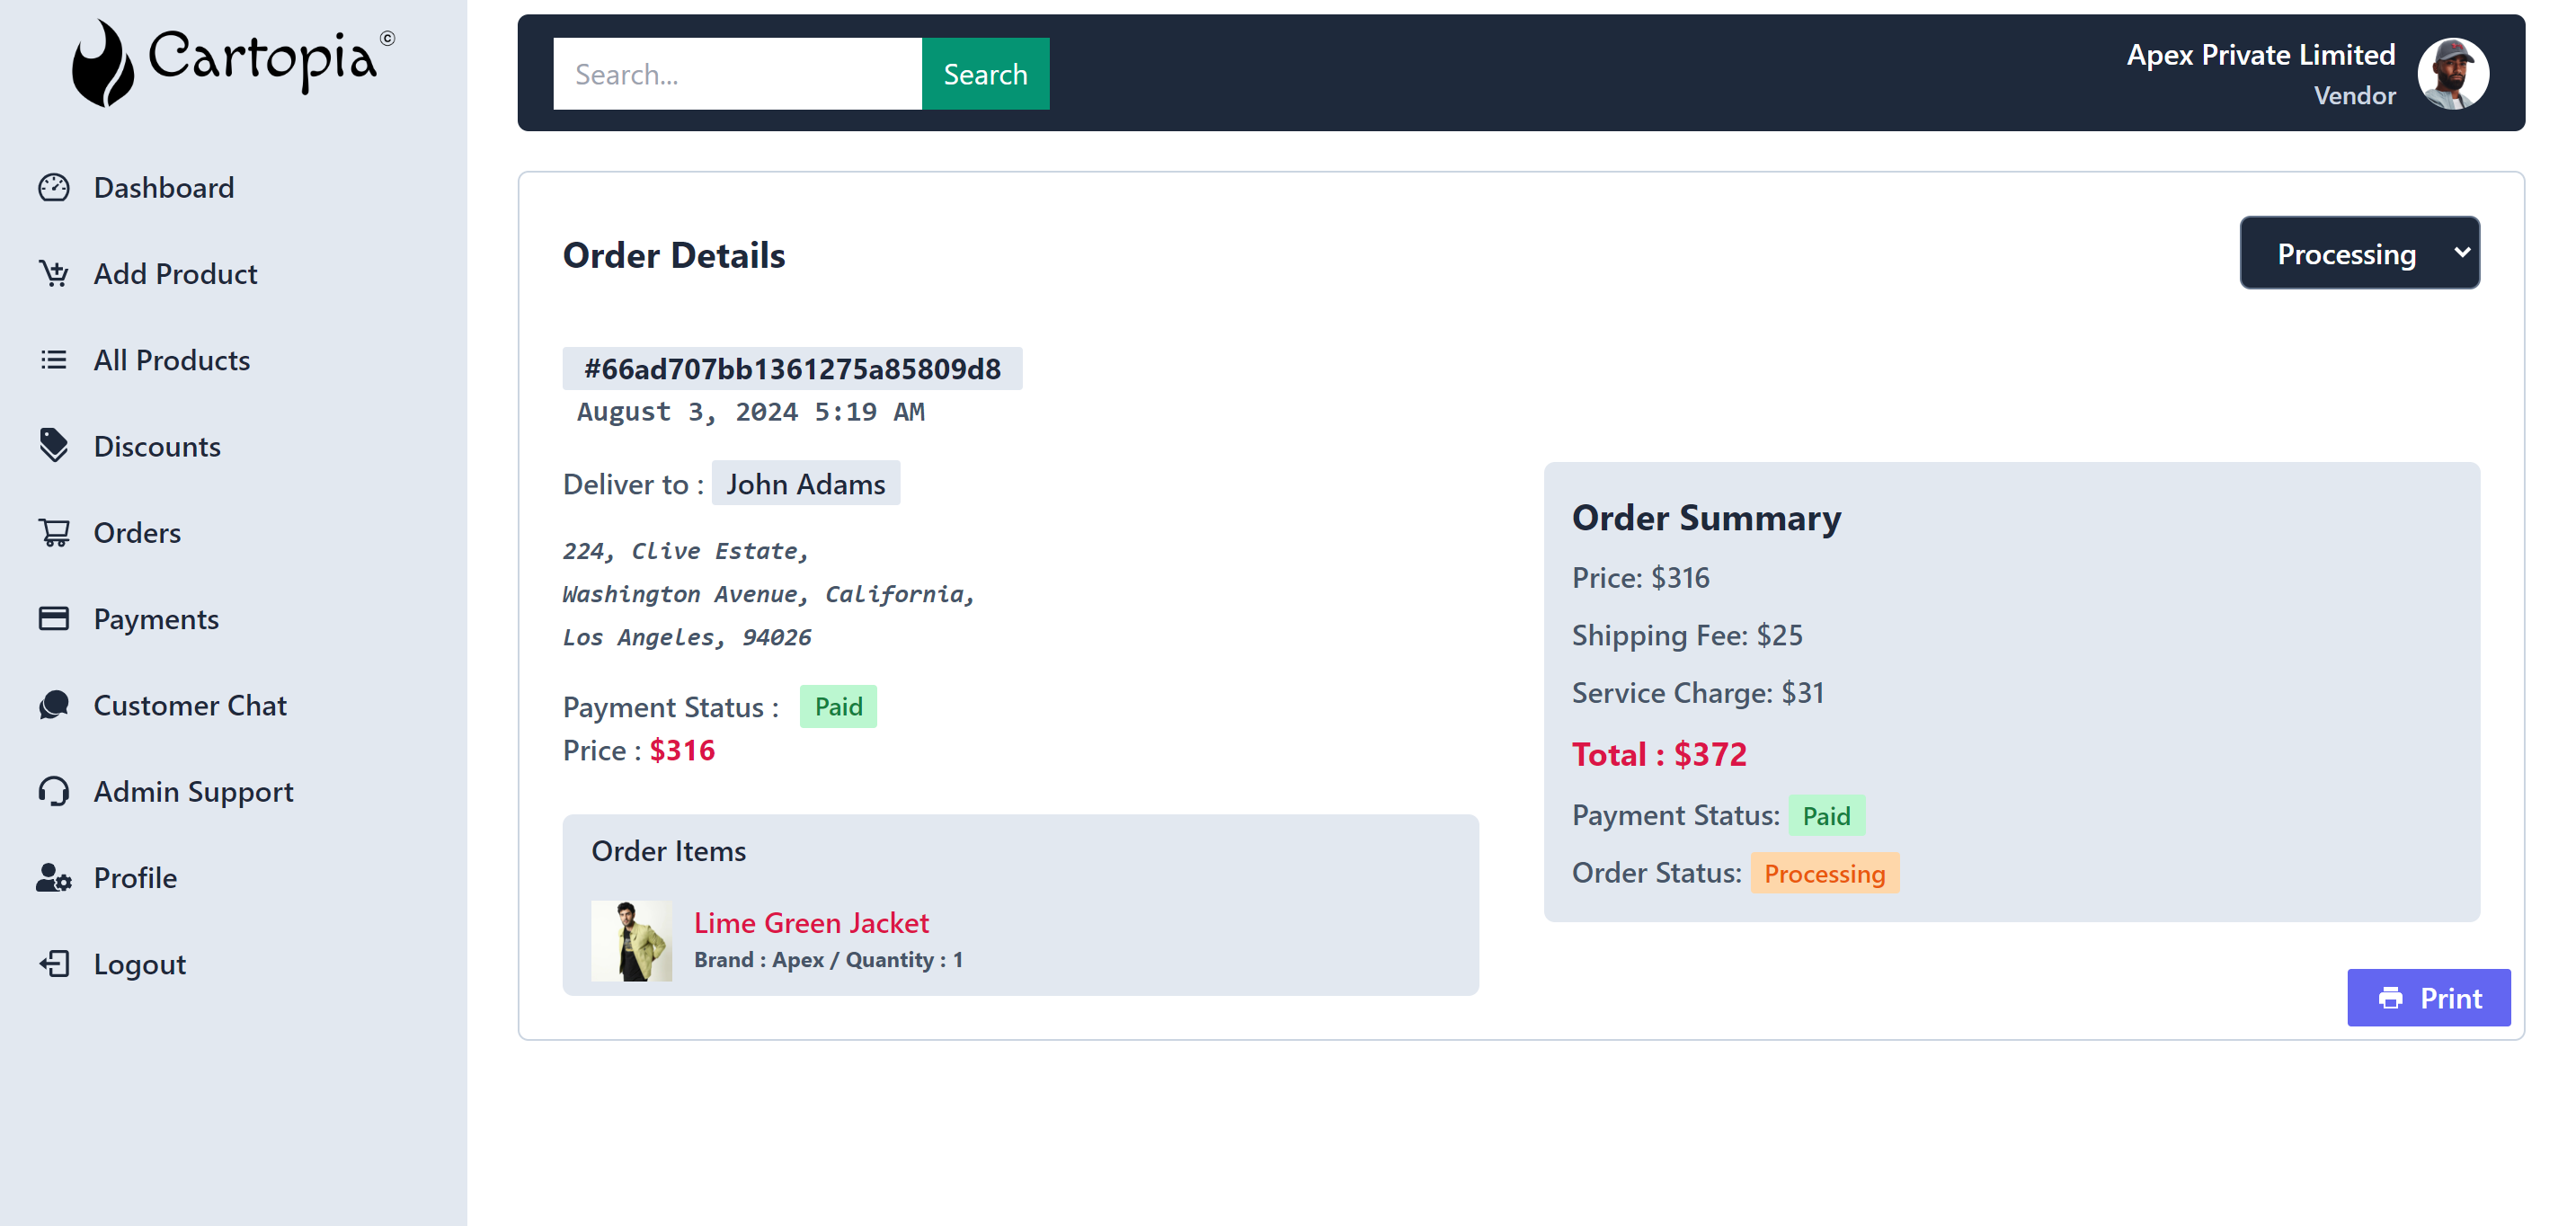 Cartopia©
Dashboard
Add Product
All Products
Discounts
Orders
Payments
Customer Chat
Admin Support
Profile
Logout
Search...
Search
Apex Private Limited
Vendor
Order Details
Processing
#66ad707bb1361275a85809d8
August 3, 2024 5:19 AM
Deliver to : John Adams
224, Clive Estate,
Washington Avenue, California,
Los Angeles, 94026
Payment Status : Paid
Price : $316
Order Items
Lime Green Jacket
Brand : Apex / Quantity : 1
Order Summary
Price: $316
Shipping Fee: $25
Service Charge: $31
Total : $372
Payment Status: Paid
Order Status: Processing
Print